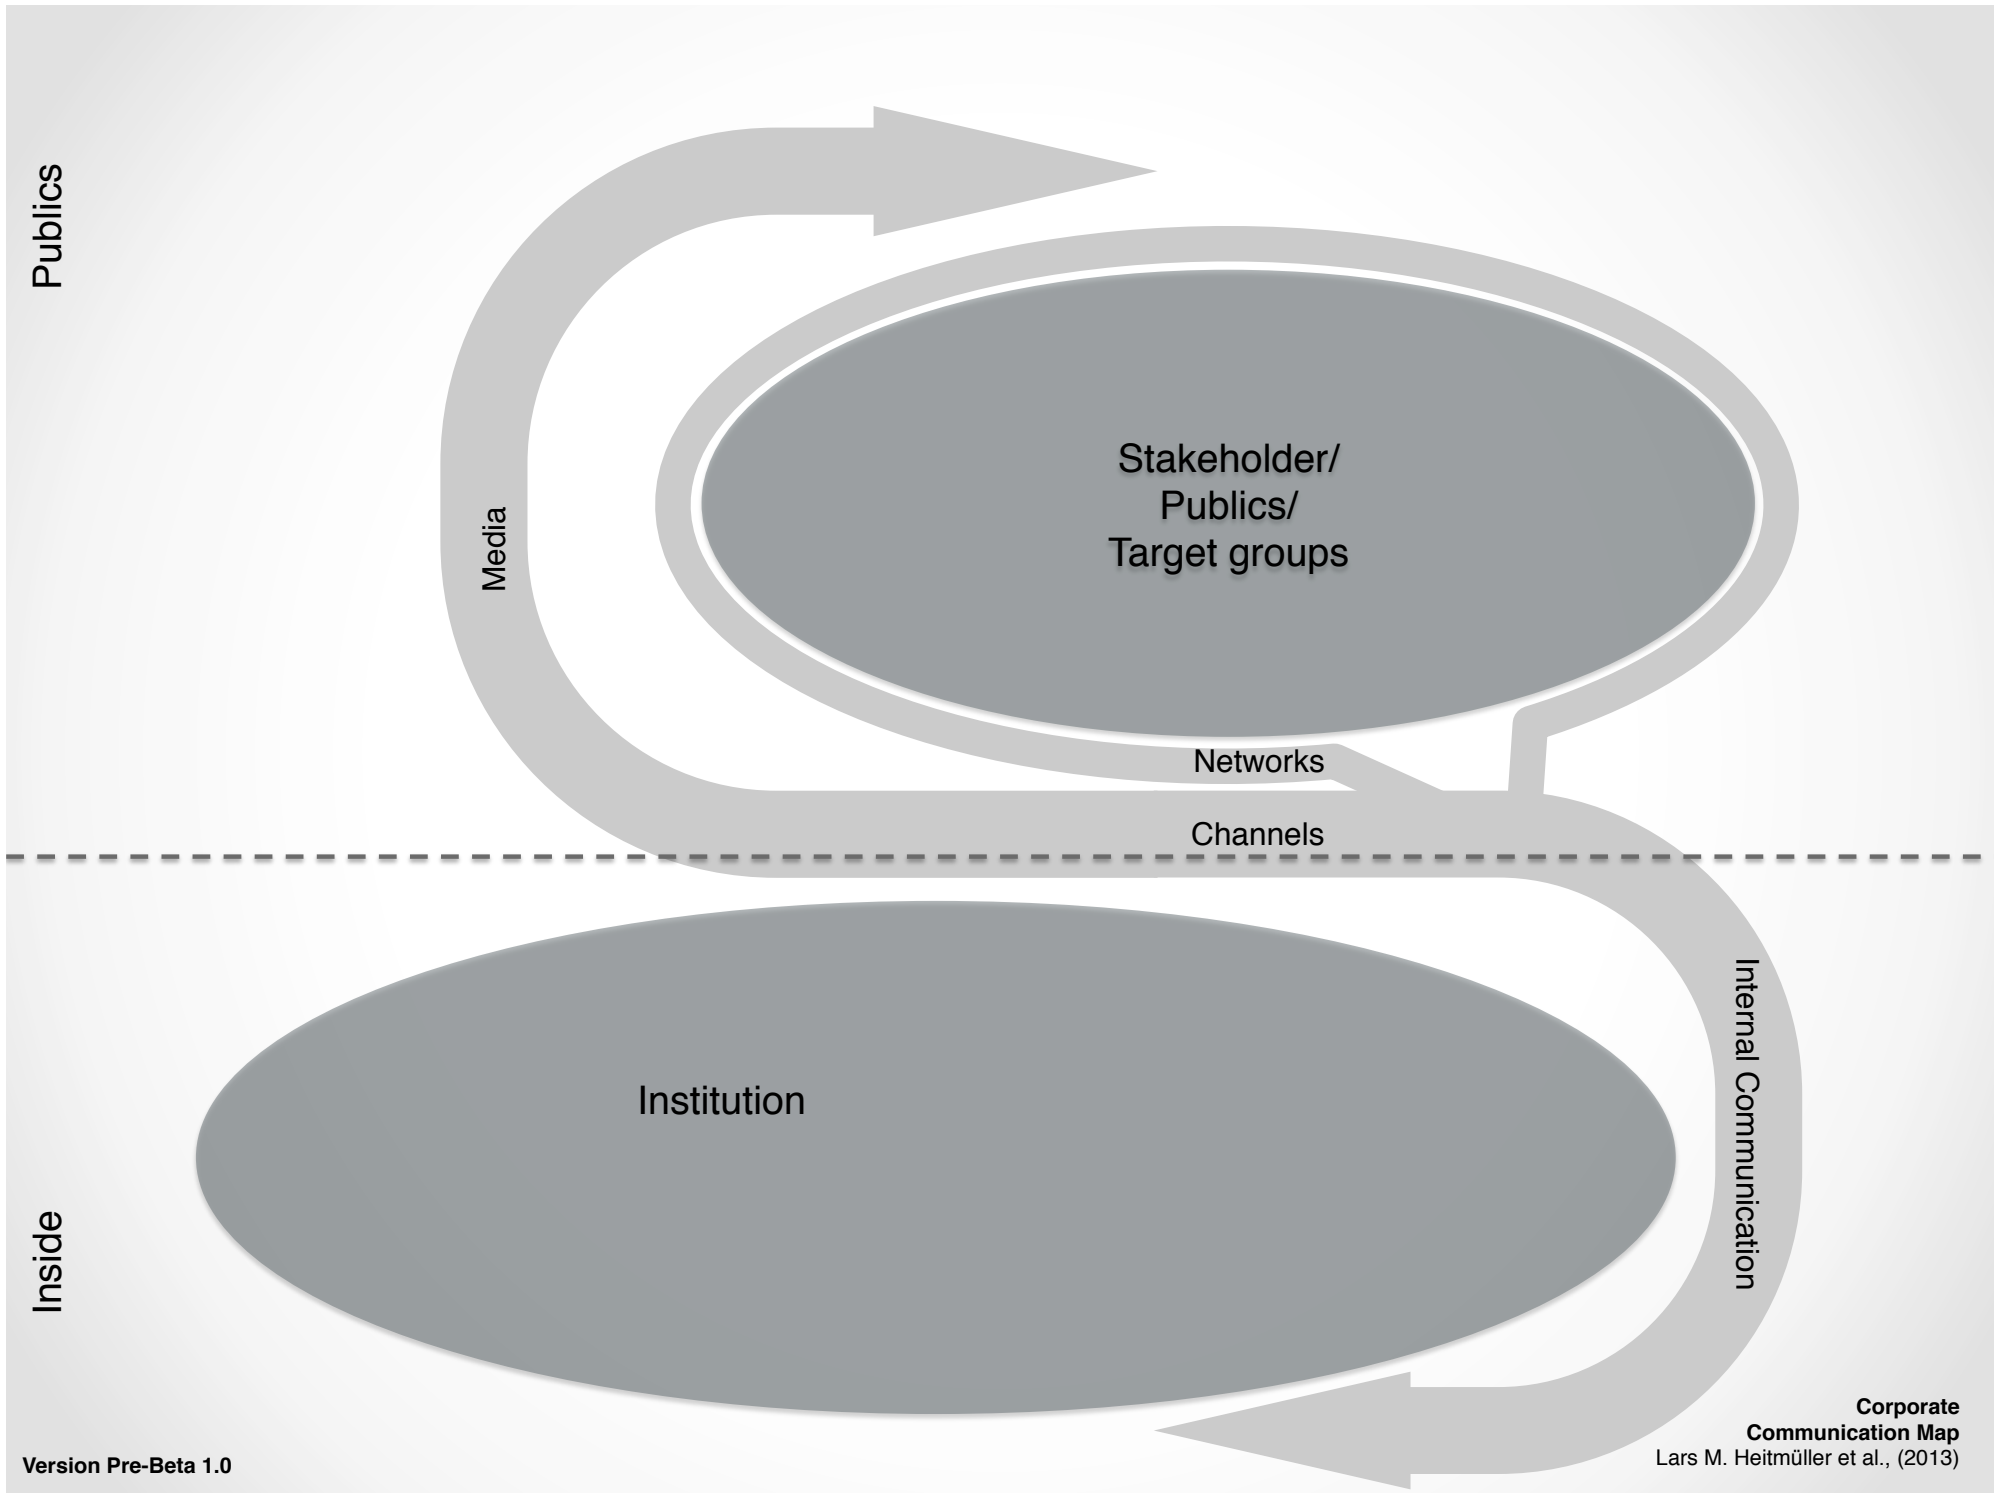 Publics
Media
Stakeholder/
Publics/
Target groups
Networks
Channels
Internal Communication
Institution
Inside
Version Pre-Beta 1.0
Corporate
Communication Map
Lars M. Heitmüller et al., (2013)